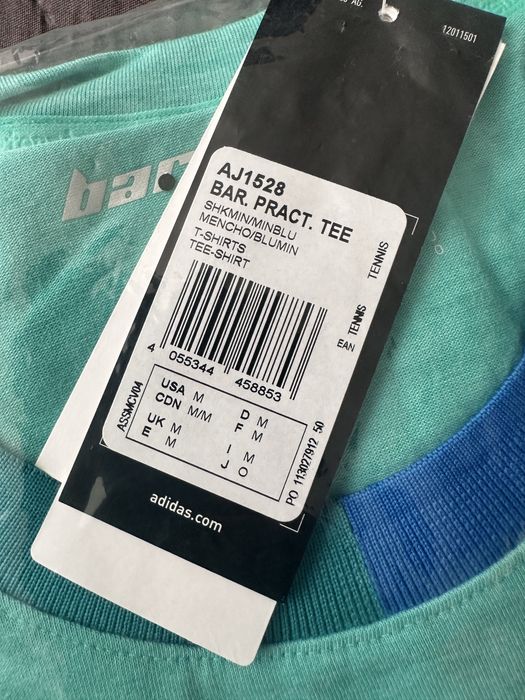 12011501
bar
AJ1528
BAR. PRACT. TEE
SHKMIN/MINBLU
MENCHO/BLUMIN
T-SHIRTS
TEE-SHIRT
TENNIS
EAN TENNIS
4 055344 458853
ASSMCV04
USA M
CDN M/M
UK M
E M
D M
F M
I M
J O
PO 113027912 50
adidas.com